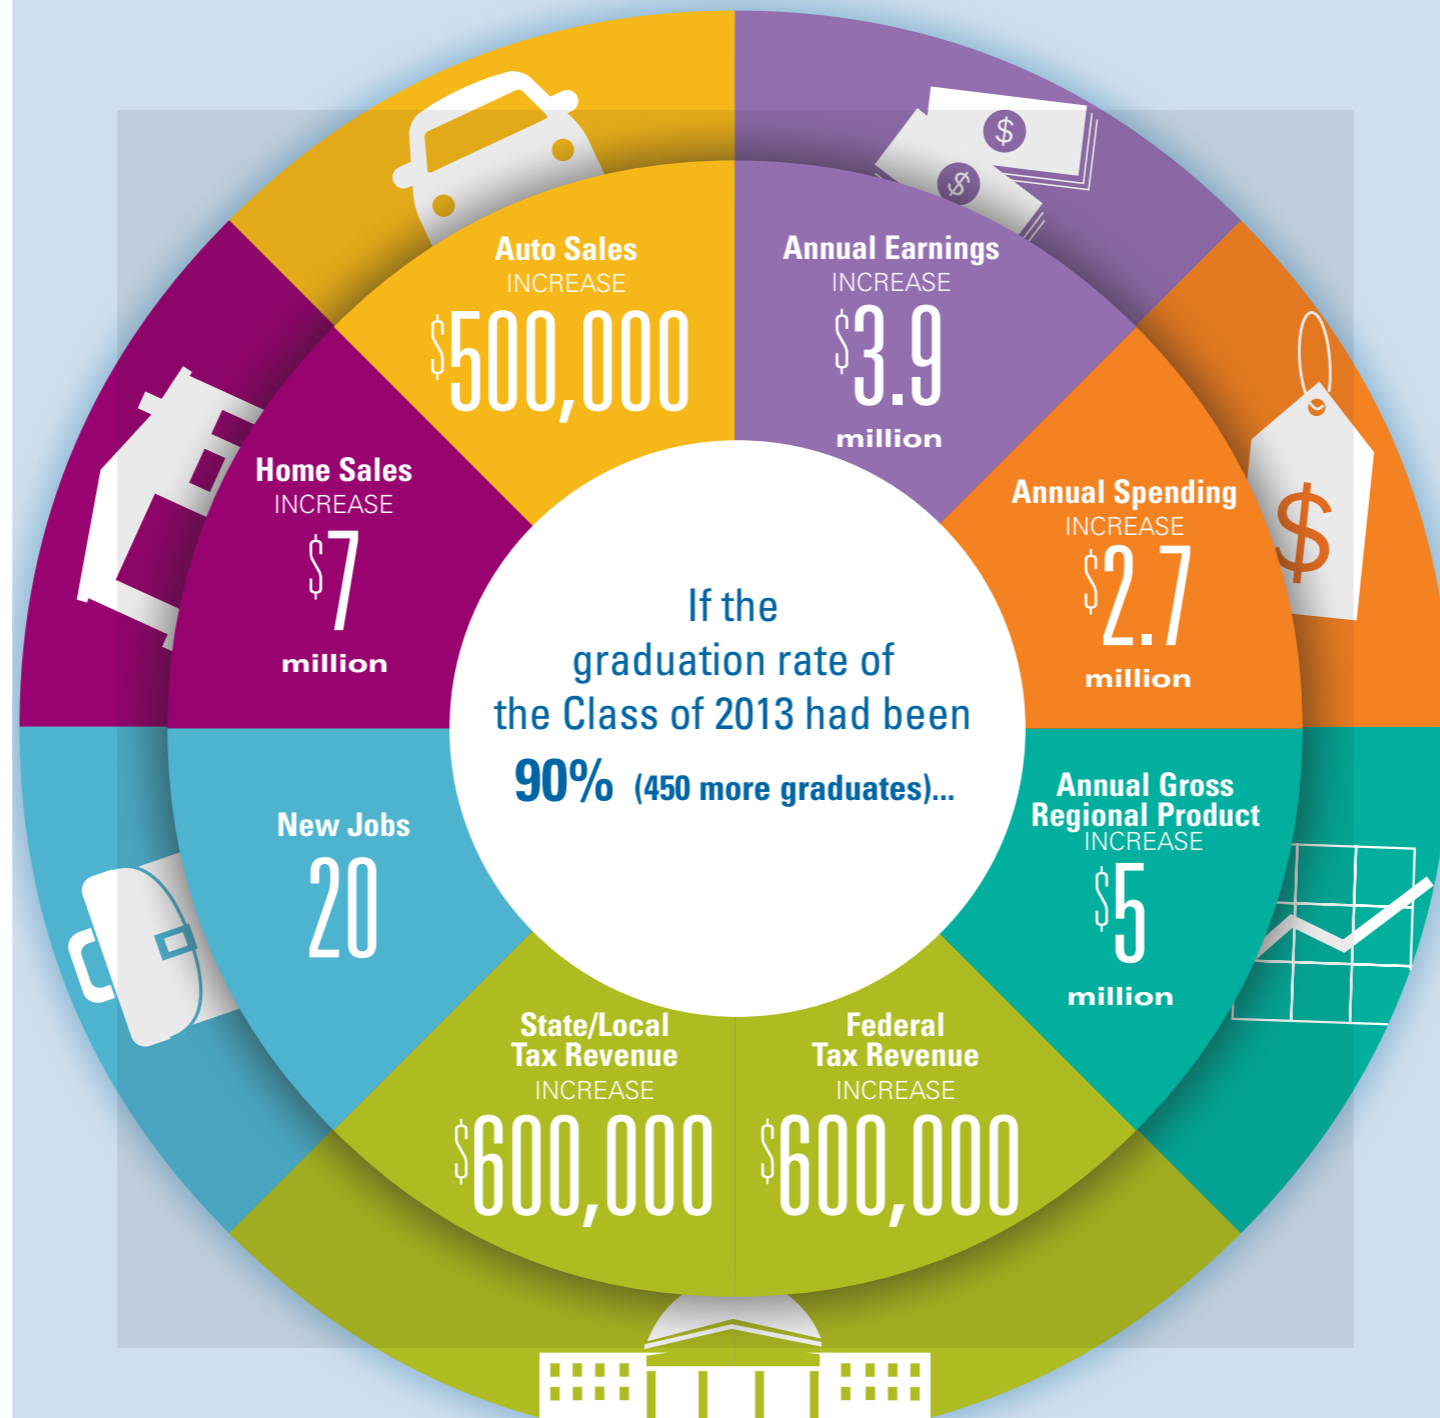 If the
graduation rate of
the Class of 2013 had been
90% (450 more graduates)...
Annual Earnings
INCREASE
$3.9
million
Annual Spending
INCREASE
$2.7
million
Annual Gross
Regional Product
INCREASE
$5
million
Federal
Tax Revenue
INCREASE
$600,000
State/Local
Tax Revenue
INCREASE
$600,000
New Jobs
20
Home Sales
INCREASE
$7
million
Auto Sales
INCREASE
$500,000
$
$
$